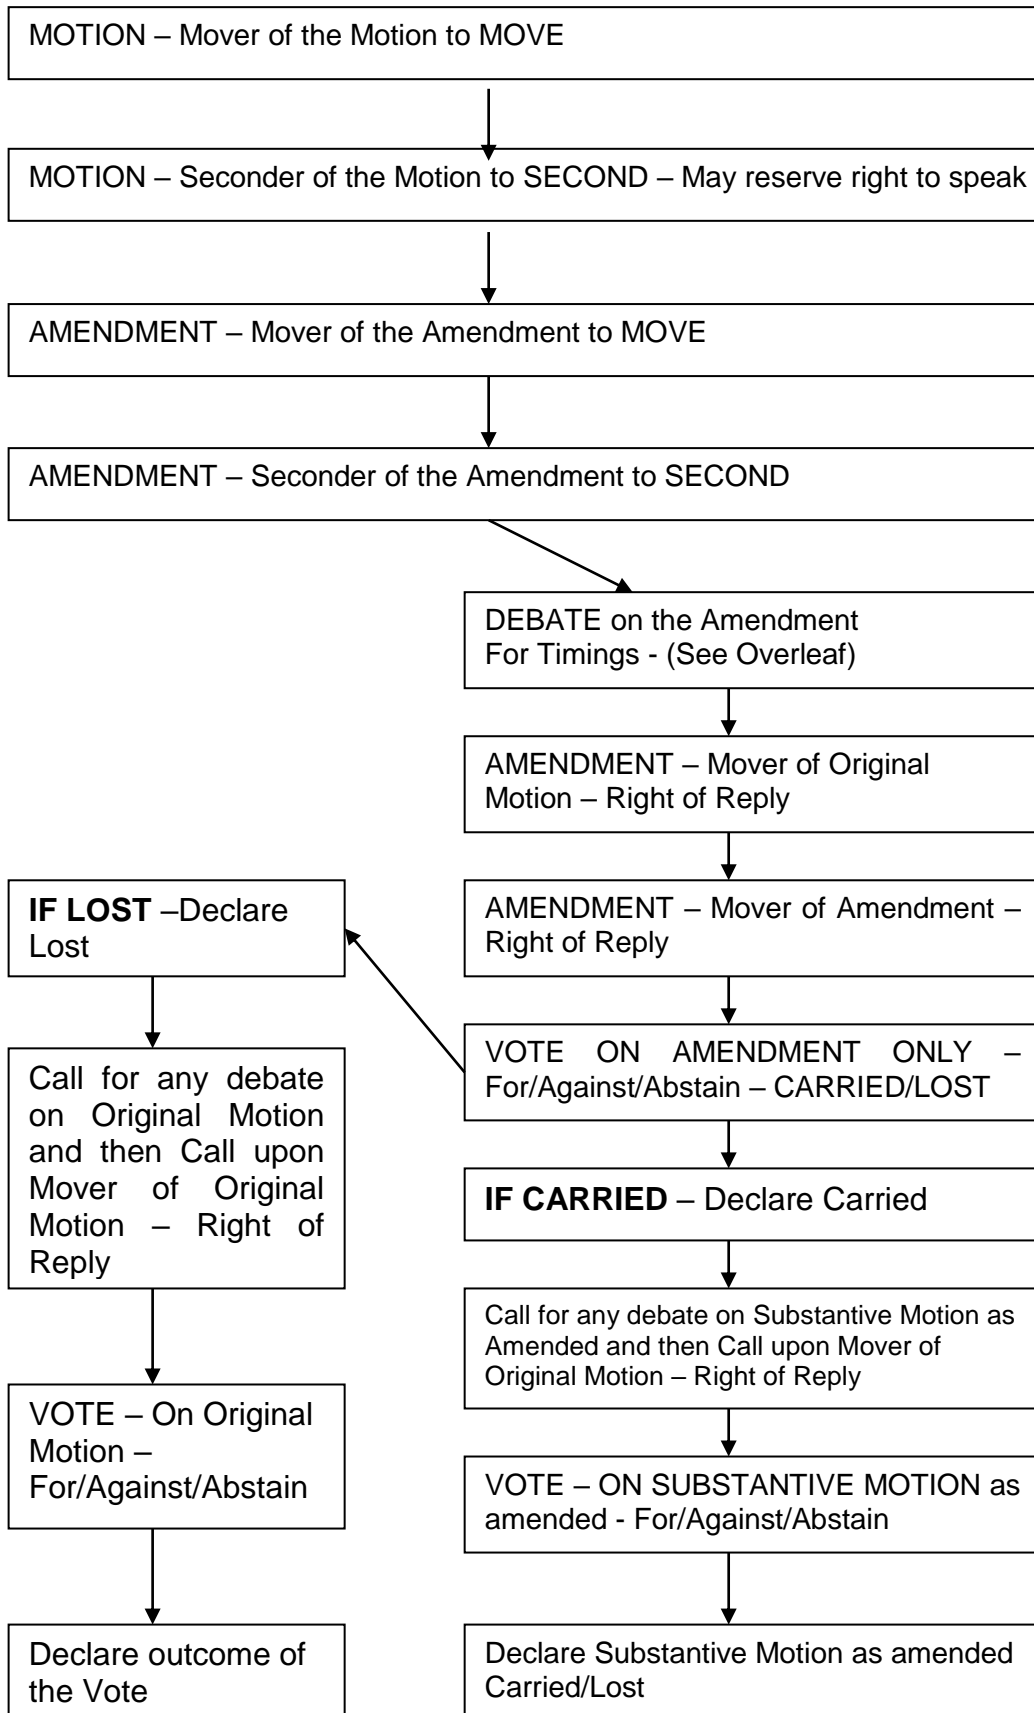 MOTION – Mover of the Motion to MOVE
MOTION – Seconder of the Motion to SECOND – May reserve right to speak
AMENDMENT – Mover of the Amendment to MOVE
AMENDMENT – Seconder of the Amendment to SECOND
DEBATE on the Amendment
For Timings - (See Overleaf)
AMENDMENT – Mover of Original
Motion – Right of Reply
AMENDMENT – Mover of Amendment –
Right of Reply
VOTE ON AMENDMENT ONLY –
For/Against/Abstain – CARRIED/LOST
IF LOST –Declare
Lost
Call for any debate
on Original Motion
and then Call upon
Mover of Original
Motion – Right of
Reply
VOTE – On Original
Motion –
For/Against/Abstain
Declare outcome of
the Vote
IF CARRIED – Declare Carried
Call for any debate on Substantive Motion as
Amended and then Call upon Mover of
Original Motion – Right of Reply
VOTE – ON SUBSTANTIVE MOTION as
amended - For/Against/Abstain
Declare Substantive Motion as amended
Carried/Lost